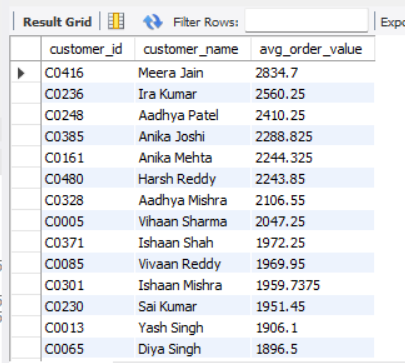 Result Grid Filter Rows: Expo
customer_id customer_name avg_order_value
C0416 Meera Jain 2834.7
C0236 Ira Kumar 2560.25
C0248 Aadhya Patel 2410.25
C0385 Anika Joshi 2288.825
C0161 Anika Mehta 2244.325
C0480 Harsh Reddy 2243.85
C0328 Aadhya Mishra 2106.55
C0005 Vihaan Sharma 2047.25
C0371 Ishaan Shah 1972.25
C0085 Vivaan Reddy 1969.95
C0301 Ishaan Mishra 1959.7375
C0230 Sai Kumar 1951.45
C0013 Yash Singh 1906.1
C0065 Diya Singh 1896.5